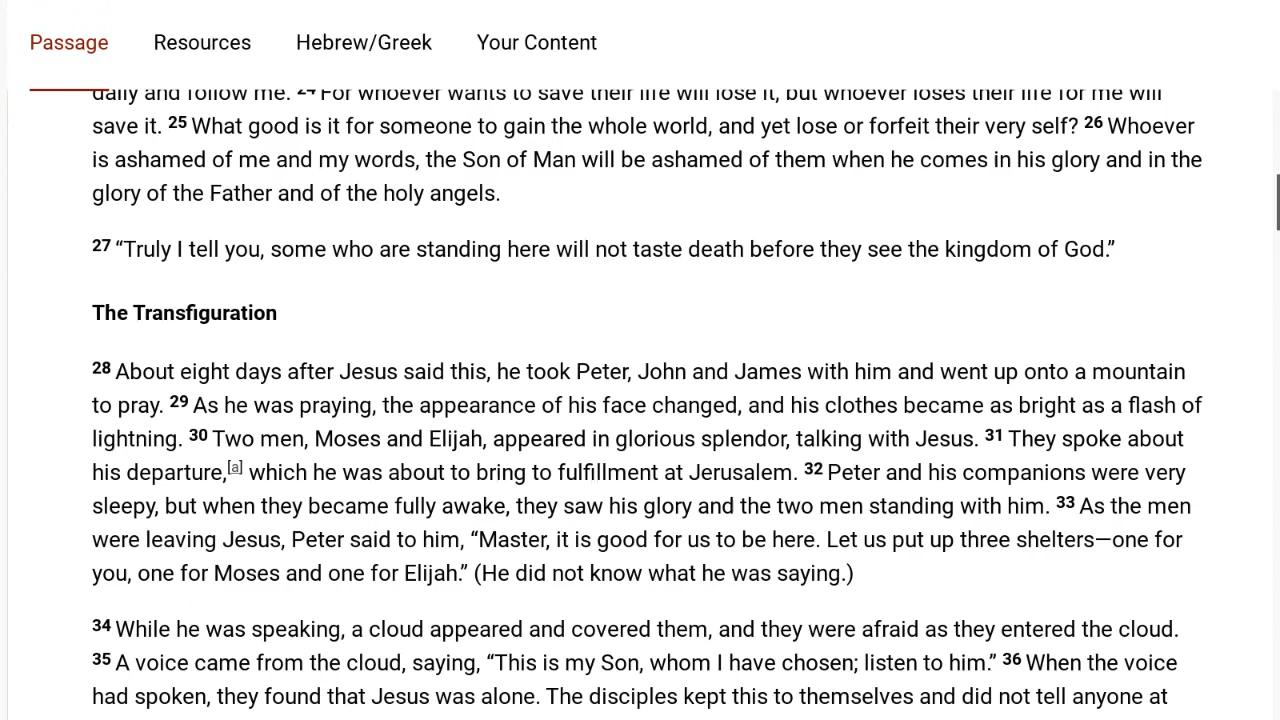 Passage
Resources
Hebrew/Greek
Your Content
daily and follow me. 24 For whoever wants to save their life will lose it, but whoever loses their life for me will
save it. 25 What good is it for someone to gain the whole world, and yet lose or forfeit their very self? 26 Whoever
is ashamed of me and my words, the Son of Man will be ashamed of them when he comes in his glory and in the
glory of the Father and of the holy angels.
27 “Truly I tell you, some who are standing here will not taste death before they see the kingdom of God.”
The Transfiguration
28 About eight days after Jesus said this, he took Peter, John and James with him and went up onto a mountain
to pray. 29 As he was praying, the appearance of his face changed, and his clothes became as bright as a flash of
lightning. 30 Two men, Moses and Elijah, appeared in glorious splendor, talking with Jesus. 31 They spoke about
his departure,[a] which he was about to bring to fulfillment at Jerusalem. 32 Peter and his companions were very
sleepy, but when they became fully awake, they saw his glory and the two men standing with him. 33 As the men
were leaving Jesus, Peter said to him, “Master, it is good for us to be here. Let us put up three shelters—one for
you, one for Moses and one for Elijah.” (He did not know what he was saying.)
34 While he was speaking, a cloud appeared and covered them, and they were afraid as they entered the cloud.
35 A voice came from the cloud, saying, “This is my Son, whom I have chosen; listen to him.” 36 When the voice
had spoken, they found that Jesus was alone. The disciples kept this to themselves and did not tell anyone at